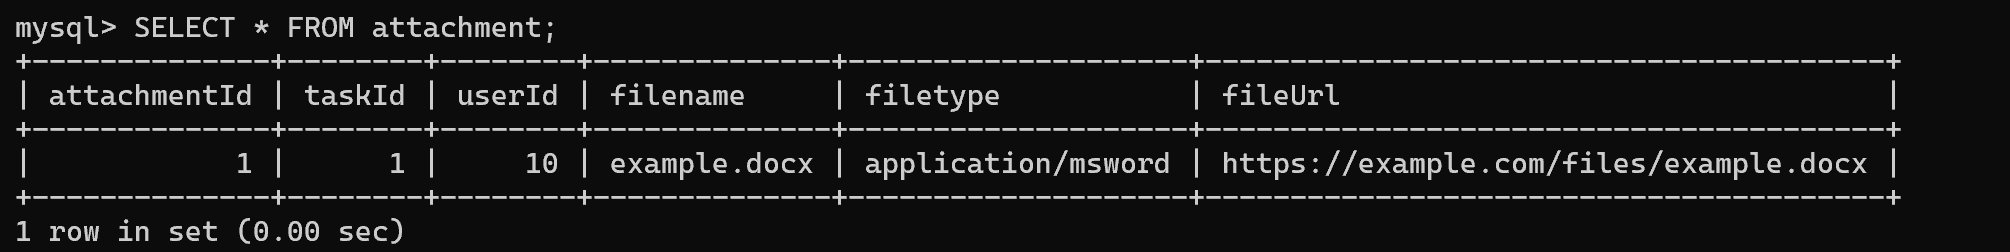 mysql> SELECT * FROM attachment;
+--------------+--------+--------+--------------+--------------------+----------------------------------------+
| attachmentId | taskId | userId | filename     | filetype           | fileUrl                                |
+--------------+--------+--------+--------------+--------------------+----------------------------------------+
|            1 |      1 |     10 | example.docx | application/msword | https://example.com/files/example.docx |
+--------------+--------+--------+--------------+--------------------+----------------------------------------+
1 row in set (0.00 sec)